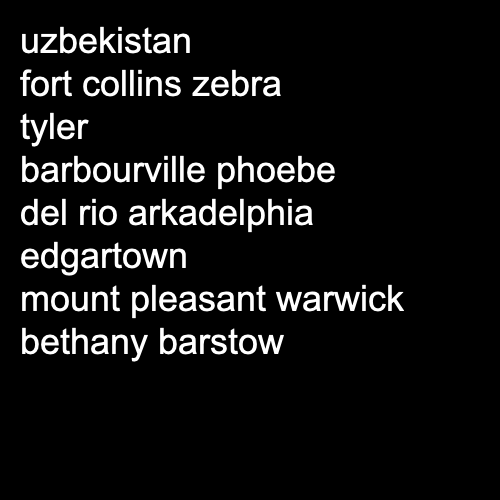 uzbekistan
fort collins zebra
tyler
barbourville phoebe
del rio arkadelphia
edgartown
mount pleasant warwick
bethany barstow